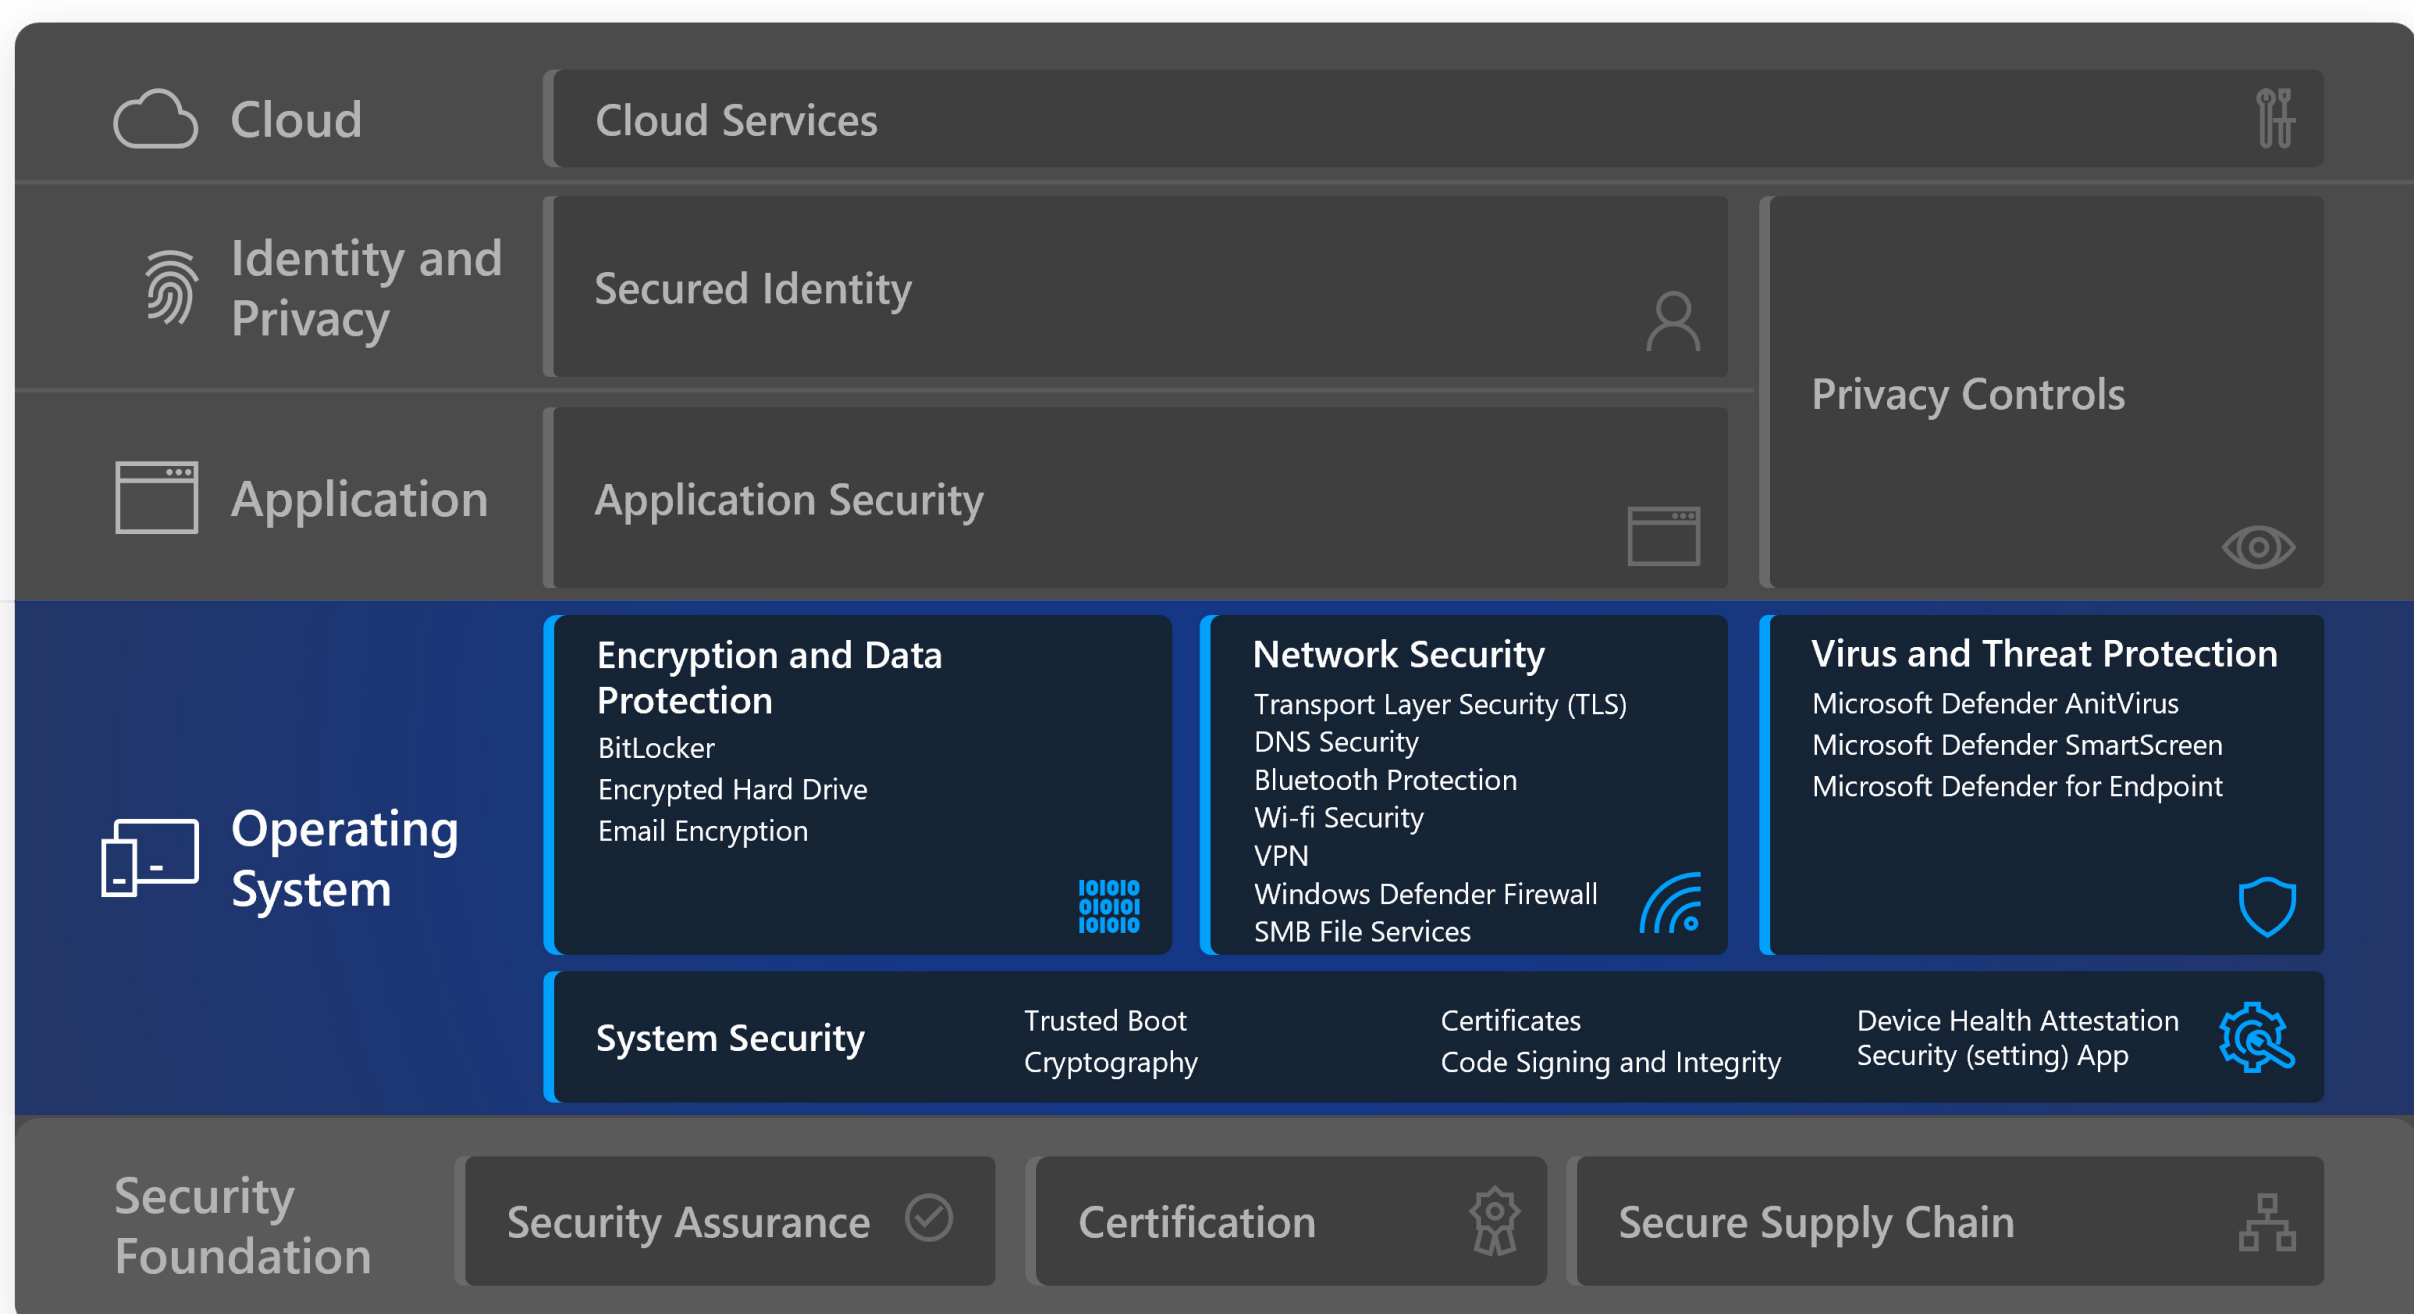 Cloud
Cloud Services
Identity and
Privacy
Secured Identity
Privacy Controls
Application
Application Security
Operating
System
Encryption and Data
Protection
BitLocker
Encrypted Hard Drive
Email Encryption
IOIOIO
OIOIOI
IOIOIO
Network Security
Transport Layer Security (TLS)
DNS Security
Bluetooth Protection
Wi-fi Security
VPN
Windows Defender Firewall
SMB File Services
Virus and Threat Protection
Microsoft Defender AnitVirus
Microsoft Defender SmartScreen
Microsoft Defender for Endpoint
System Security
Trusted Boot
Cryptography
Certificates
Code Signing and Integrity
Device Health Attestation
Security (setting) App
Security
Foundation
Security Assurance
Certification
Secure Supply Chain